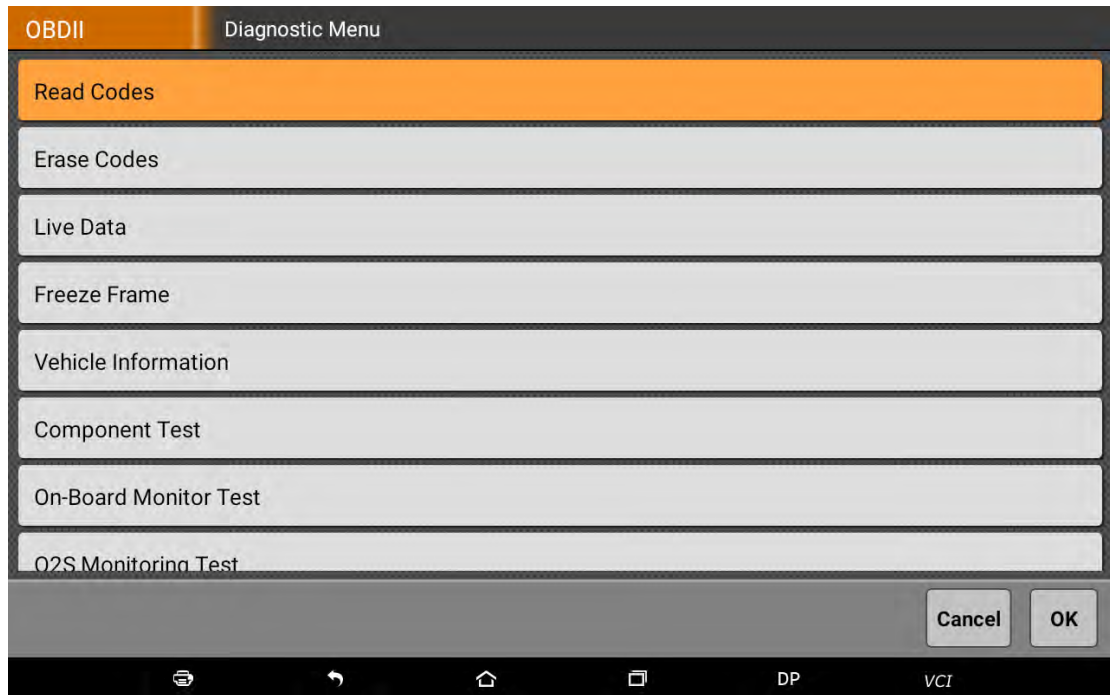 OBDII
Diagnostic Menu
Read Codes
Erase Codes
Live Data
Freeze Frame
Vehicle Information
Component Test
On-Board Monitor Test
O2S Monitoring Test
Cancel
OK
DP
VCI